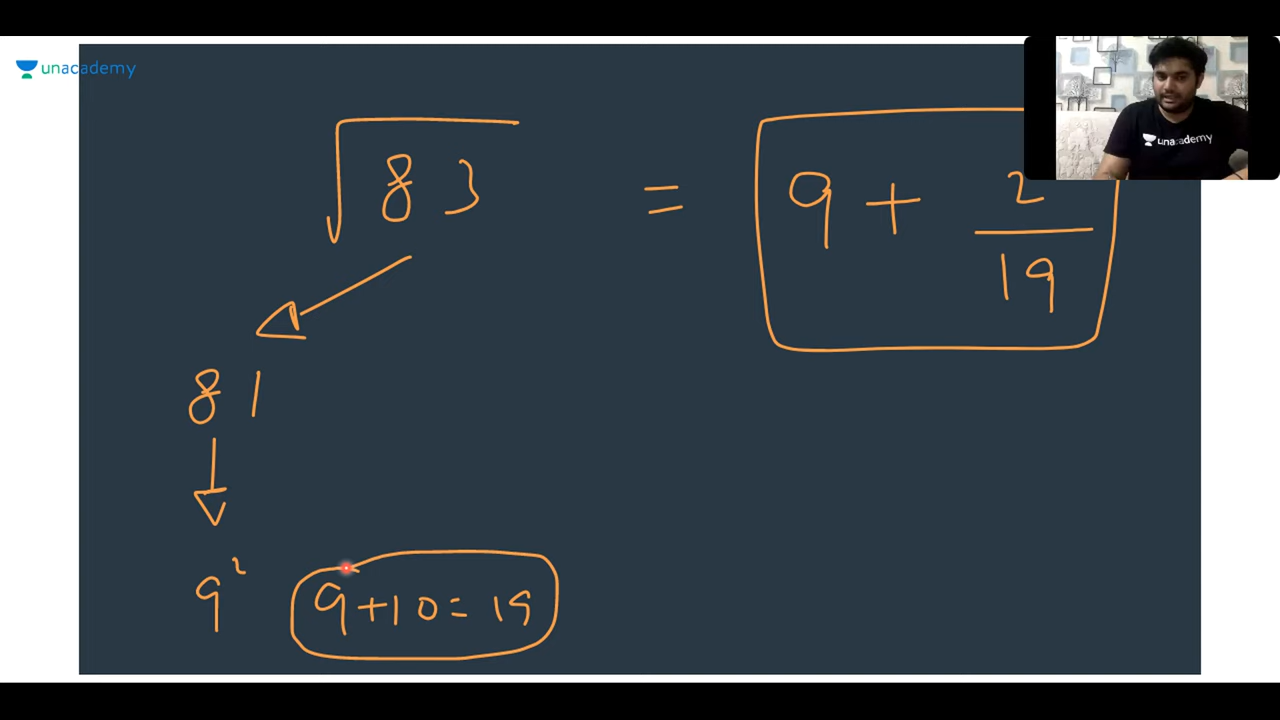 unacademy
unacademy
√83 = 9 + 2/19
81
9² 9+10=19